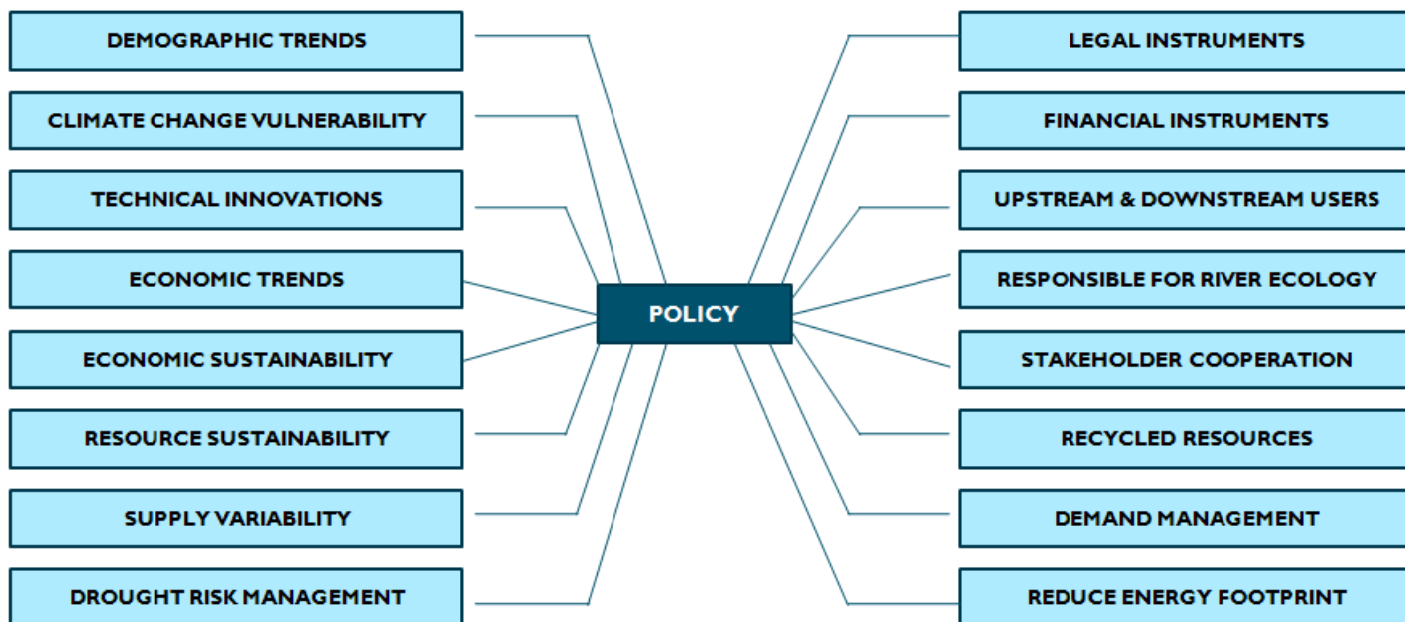 DEMOGRAPHIC TRENDS
CLIMATE CHANGE VULNERABILITY
TECHNICAL INNOVATIONS
ECONOMIC TRENDS
ECONOMIC SUSTAINABILITY
RESOURCE SUSTAINABILITY
SUPPLY VARIABILITY
DROUGHT RISK MANAGEMENT
POLICY
LEGAL INSTRUMENTS
FINANCIAL INSTRUMENTS
UPSTREAM & DOWNSTREAM USERS
RESPONSIBLE FOR RIVER ECOLOGY
STAKEHOLDER COOPERATION
RECYCLED RESOURCES
DEMAND MANAGEMENT
REDUCE ENERGY FOOTPRINT